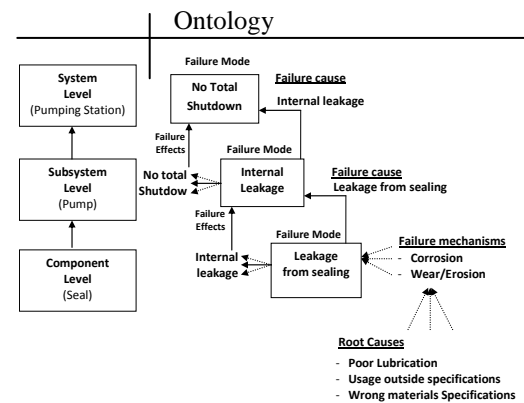 Ontology
System
Level
(Pumping Station)
Subsystem
Level
(Pump)
Component
Level
(Seal)
Failure Mode
No Total
Shutdown
Failure cause
Internal leakage
Failure
Effects
No total
Shutdow
Failure Mode
Internal
Leakage
Failure cause
Leakage from sealing
Failure
Effects
Internal
leakage
Failure Mode
Leakage
from sealing
Failure mechanisms
- Corrosion
- Wear/Erosion
Root Causes
- Poor Lubrication
- Usage outside specifications
- Wrong materials Specifications